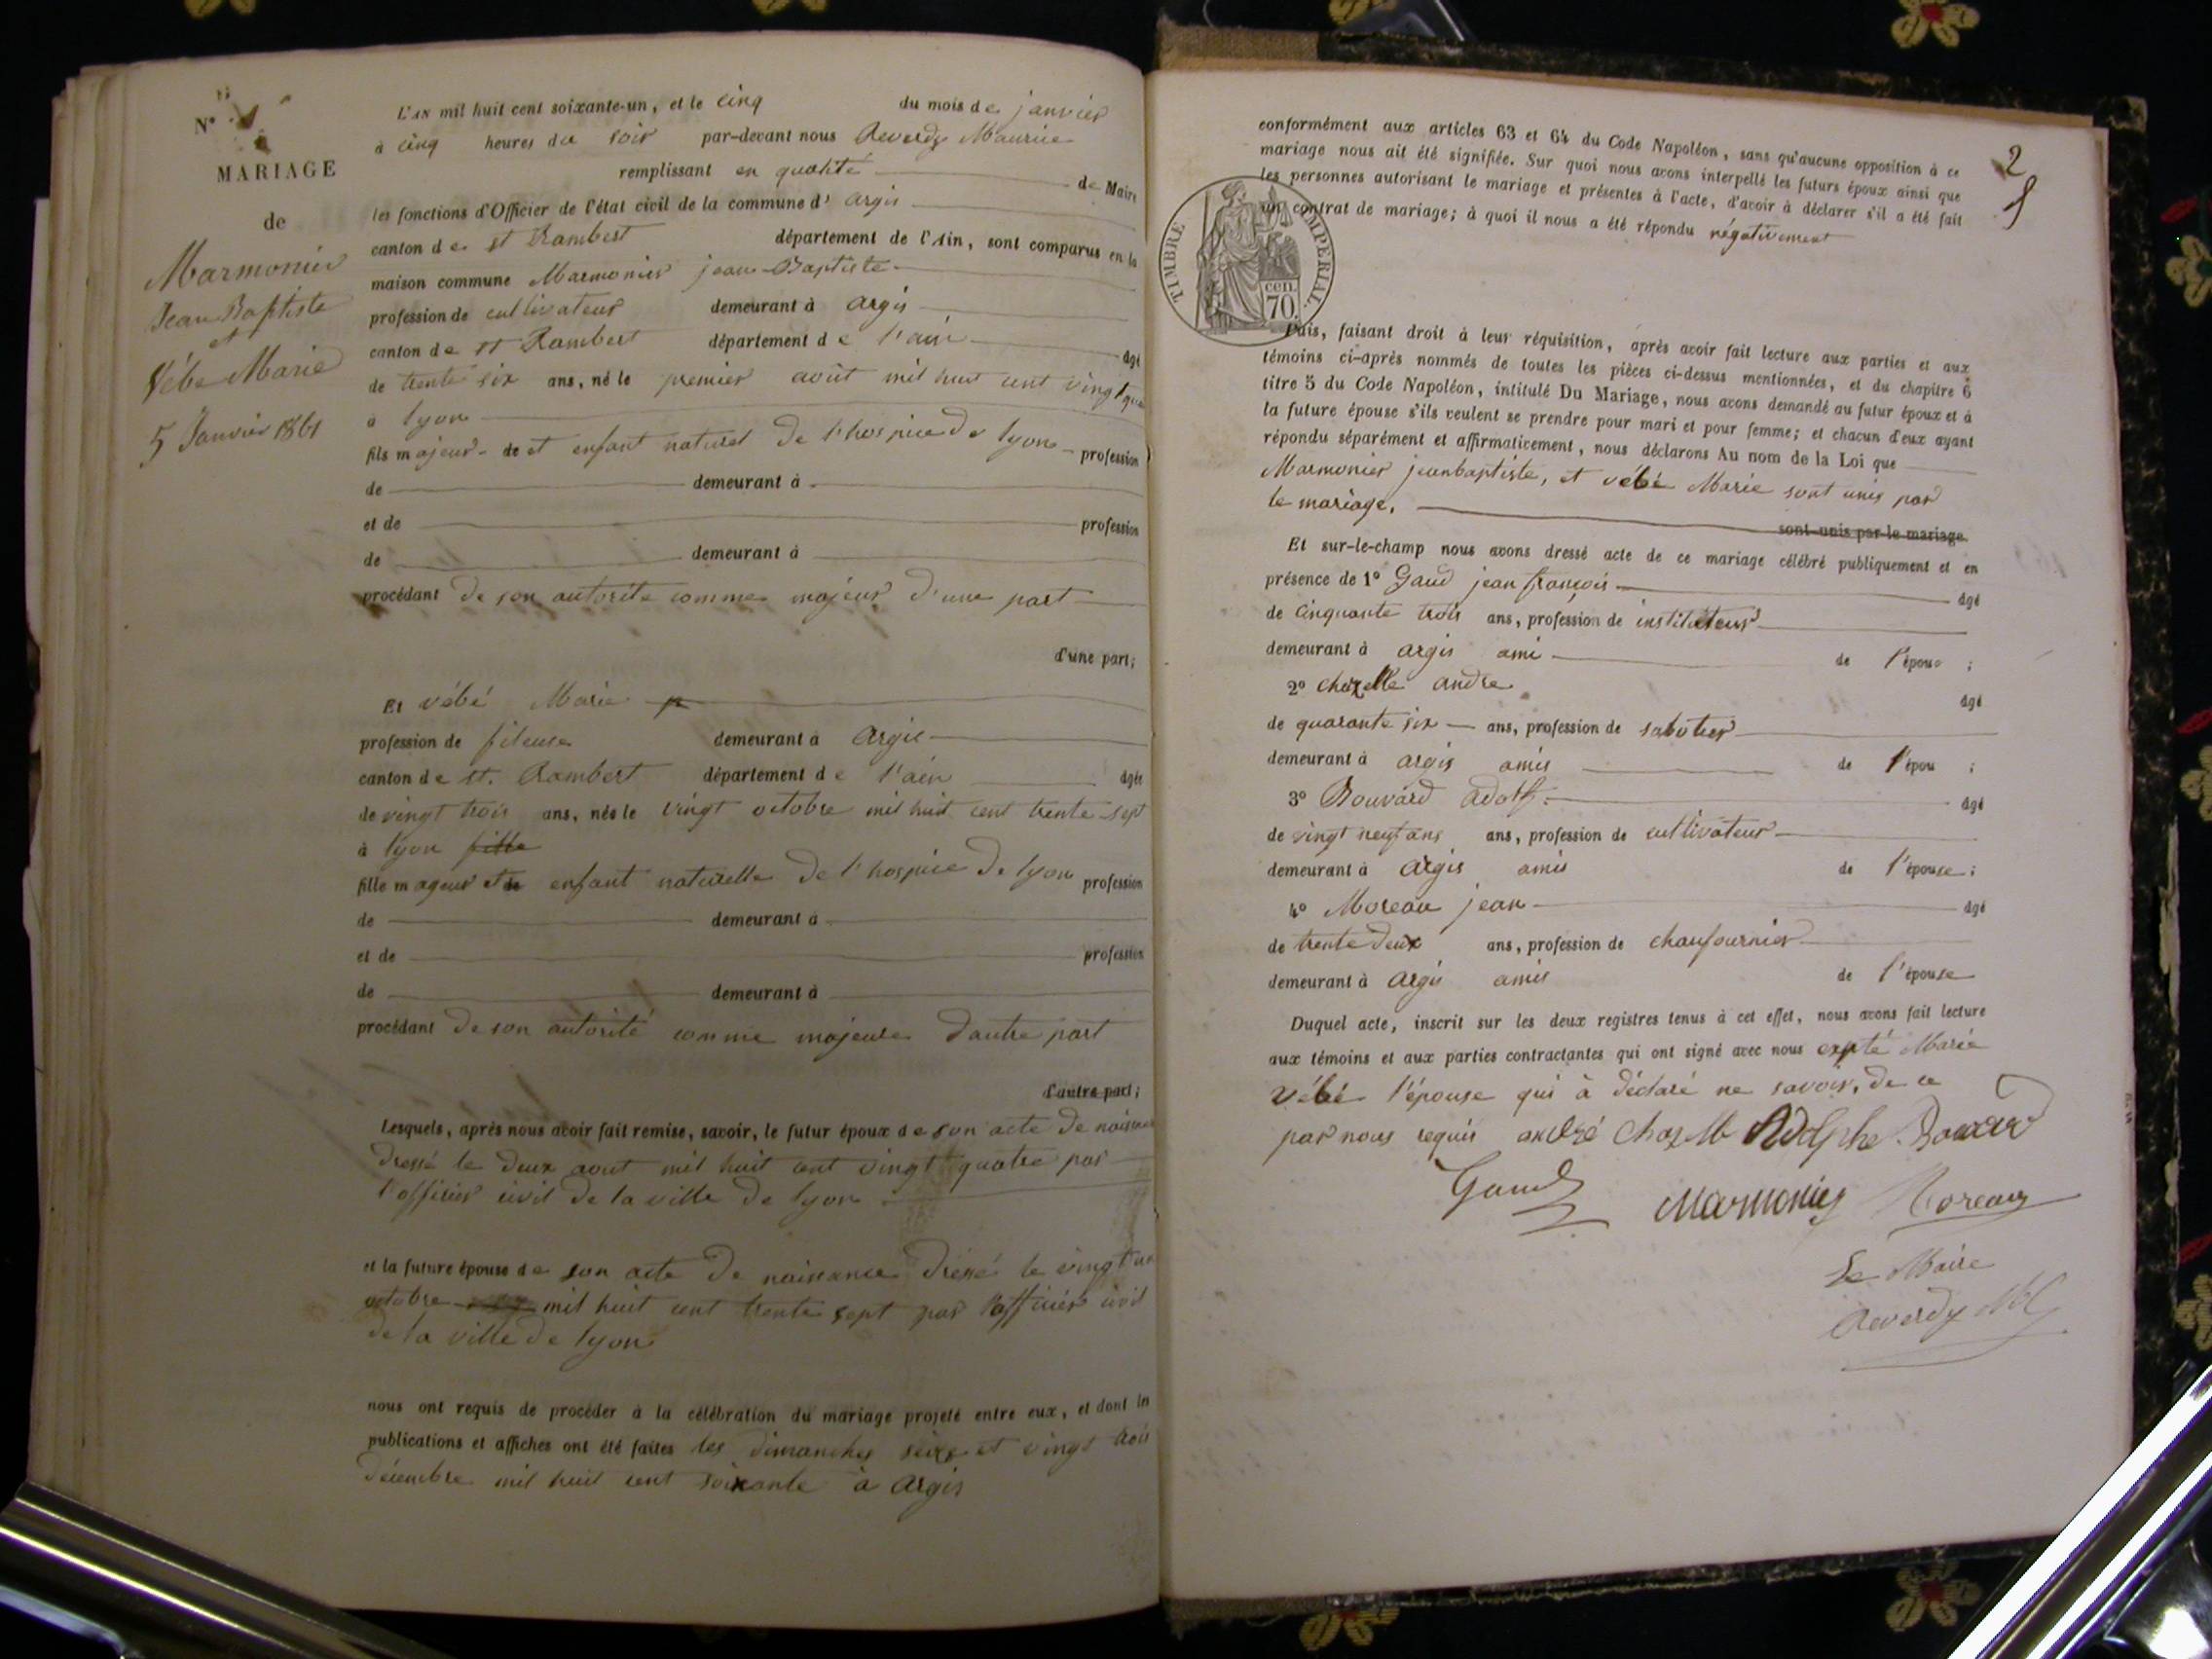 N° 1
MARIAGE
de
Marmonier
Jean Baptiste
et
Vébé Marie
5 Janvier 1861
L'AN mil huit cent soixante-un, et le cinq du mois de janvier
à cinq heures du soir par-devant nous Reverdy Maurice
remplissant en qualité de Maire
les fonctions d'Officier de l'état civil de la commune d' argis
canton de st Rambert département de l'Ain, sont comparus en la
maison commune Marmonier jean-Baptiste
profession de cultivateur demeurant à argis
canton de st Rambert département de l'ain âgé
de trente six ans, né le premier août mil huit cent vingt qua
à lyon
fils majeur de et enfant naturel de l'hospice de lyon profession
de demeurant à
et de profession
de demeurant à
procédant de son autorité comme majeur d'une part
d'une part;
Et vébé Marie
profession de fileuse demeurant à Argis
canton de st. Rambert département de l'ain âgée
de vingt trois ans, née le vingt octobre mil huit cent trente-sept
à lyon fille
fille mageur et de enfant naturelle de l'hospice de lyon profession
de demeurant à
et de profession
de demeurant à
procédant de son autorité comme majeure dautre part
d'autre part;
Lesquels, après nous avoir fait remise, savoir, le futur époux de son acte de naissance
dressé le deux aout mil huit cent vingt quatre par
l'officier civil de la ville de lyon
et la future épouse de son acte de naissance dressé le vingt un
octobre mil huit cent trente sept par l'officier civil
de la ville de lyon
nous ont requis de procéder à la célébration du mariage projeté entre eux, et dont les
publications et affiches ont été faites les dimanches seize et vingt trois
décembre mil huit cent soixante à Argis
2
conformément aux articles 63 et 64 du Code Napoléon, sans qu'aucune opposition à ce
mariage nous ait été signifiée. Sur quoi nous avons interpellé les futurs époux ainsi que
les personnes autorisant le mariage et présentes à l'acte, d'avoir à déclarer s'il a été fait
un contrat de mariage; à quoi il nous a été répondu négativement
TIMBRE IMPERIAL.
cen.
70.
Puis, faisant droit à leur réquisition, après avoir fait lecture aux parties et aux
témoins ci-après nommés de toutes les pièces ci-dessus mentionnées, et du chapitre 6
titre 5 du Code Napoléon, intitulé Du Mariage, nous avons demandé au futur époux et à
la future épouse s'ils veulent se prendre pour mari et pour femme; et chacun d'eux ayant
répondu séparément et affirmativement, nous déclarons Au nom de la Loi que
Marmonier jeanbaptiste, et vébé Marie sont unis par
le mariage.
sont unis par le mariage.
Et sur-le-champ nous avons dressé acte de ce mariage célébré publiquement et en
présence de 1° Gaud jean françois âgé
de cinquante trois ans, profession de instituteur
demeurant à argis ami de l'épous ;
2° chazelle andre âgé
de quarante six ans, profession de sabotier
demeurant à argis amis de l'épou ;
3° Bouvard adolf. âgé
de vingt neuf ans ans, profession de cultivateur
demeurant à Argis amis de l'épouse;
4° Moreau jean âgé
de trente deux ans, profession de chaufournier
demeurant à Argis amis de l'épouse
Duquel acte, inscrit sur les deux registres tenus à cet effet, nous avons fait lecture
aux témoins et aux parties contractantes qui ont signé avec nous cxpté Marie
Vébé l'épouse qui à déclaré ne savoir, de ce
par nous requis andré Chazelle Adolphe Bouvard
Gaud Marmonier Moreau
Le Maire
Reverdy